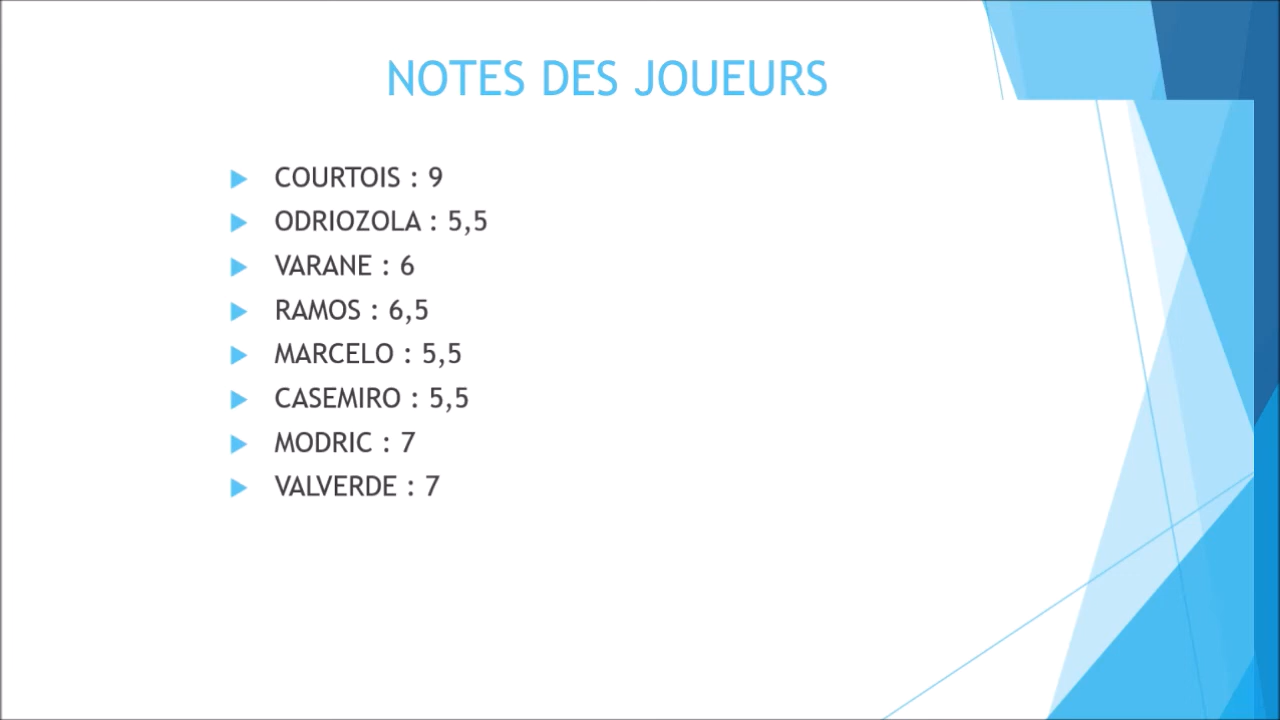 NOTES DES JOUEURS
COURTOIS : 9
ODRIOZOLA : 5,5
VARANE : 6
RAMOS : 6,5
MARCELO : 5,5
CASEMIRO : 5,5
MODRIC : 7
VALVERDE : 7